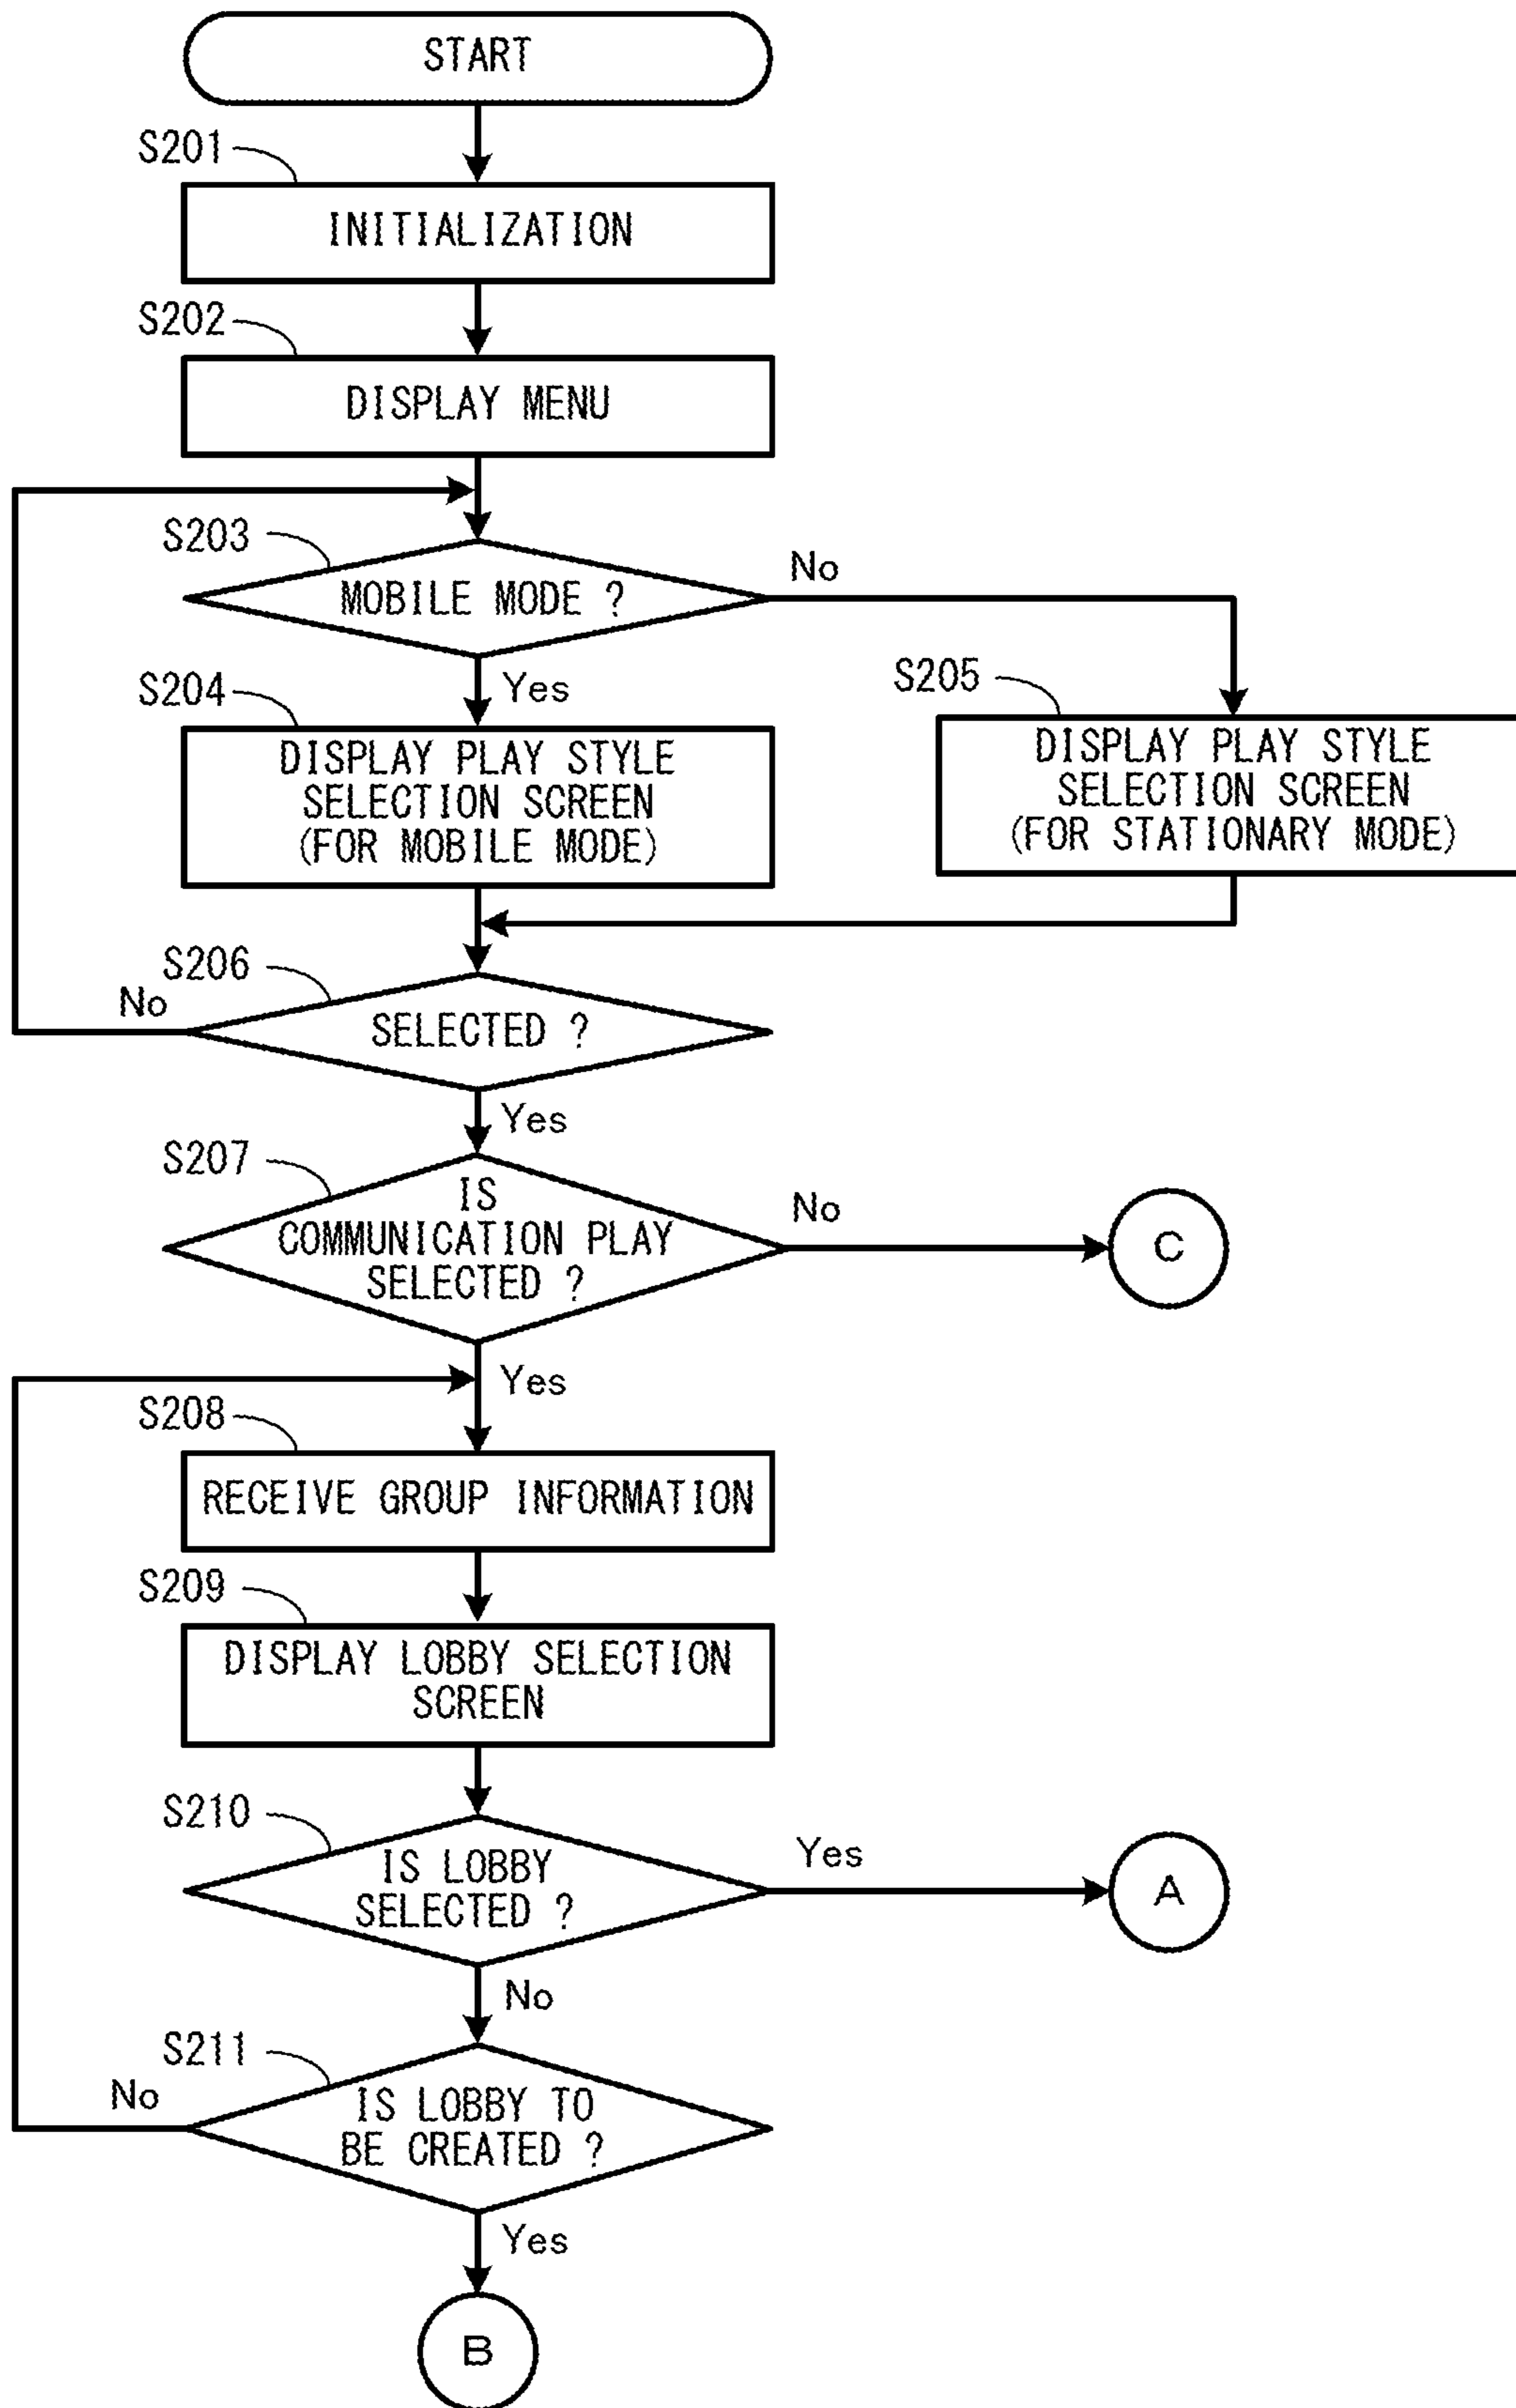 START
S201
INITIALIZATION
S202
DISPLAY MENU
S203
MOBILE MODE ?
No
Yes
S204
DISPLAY PLAY STYLE
SELECTION SCREEN
(FOR MOBILE MODE)
S205
DISPLAY PLAY STYLE
SELECTION SCREEN
(FOR STATIONARY MODE)
S206
No
SELECTED ?
Yes
S207
IS
COMMUNICATION PLAY
SELECTED ?
No
C
Yes
S208
RECEIVE GROUP INFORMATION
S209
DISPLAY LOBBY SELECTION
SCREEN
S210
IS LOBBY
SELECTED ?
Yes
A
No
S211
No
IS LOBBY TO
BE CREATED ?
Yes
B